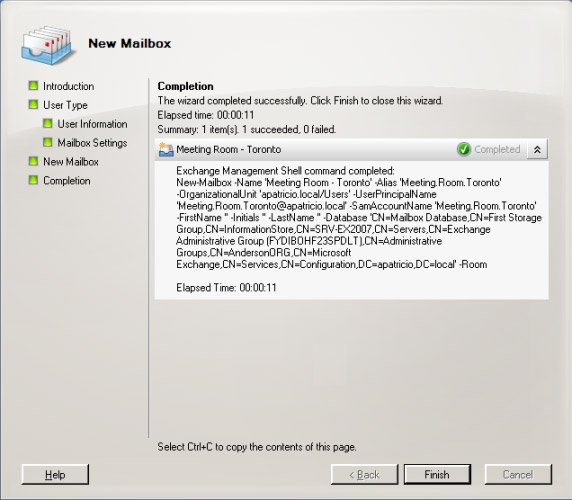 New Mailbox
Introduction
User Type
User Information
Mailbox Settings
New Mailbox
Completion
Completion
The wizard completed successfully. Click Finish to close this wizard.
Elapsed time: 00:00:11
Summary: 1 item(s). 1 succeeded, 0 failed.
Meeting Room - Toronto
Completed
Exchange Management Shell command completed:
New-Mailbox -Name 'Meeting Room - Toronto' -Alias 'Meeting.Room.Toronto'
-OrganizationalUnit 'apatricio.local/Users' -UserPrincipalName
'Meeting.Room.Toronto@apatricio.local' -SamAccountName 'Meeting.Room.Toronto'
-FirstName '' -Initials '' -LastName '' -Database 'CN=Mailbox Database,CN=First Storage
Group,CN=InformationStore,CN=SRV-EX2007,CN=Servers,CN=Exchange
Administrative Group (FYDIBOHF23SPDLT),CN=Administrative
Groups,CN=AndersonORG,CN=Microsoft
Exchange,CN=Services,CN=Configuration,DC=apatricio,DC=local' -Room
Elapsed Time: 00:00:11
Select Ctrl+C to copy the contents of this page.
Help
< Back
Finish
Cancel